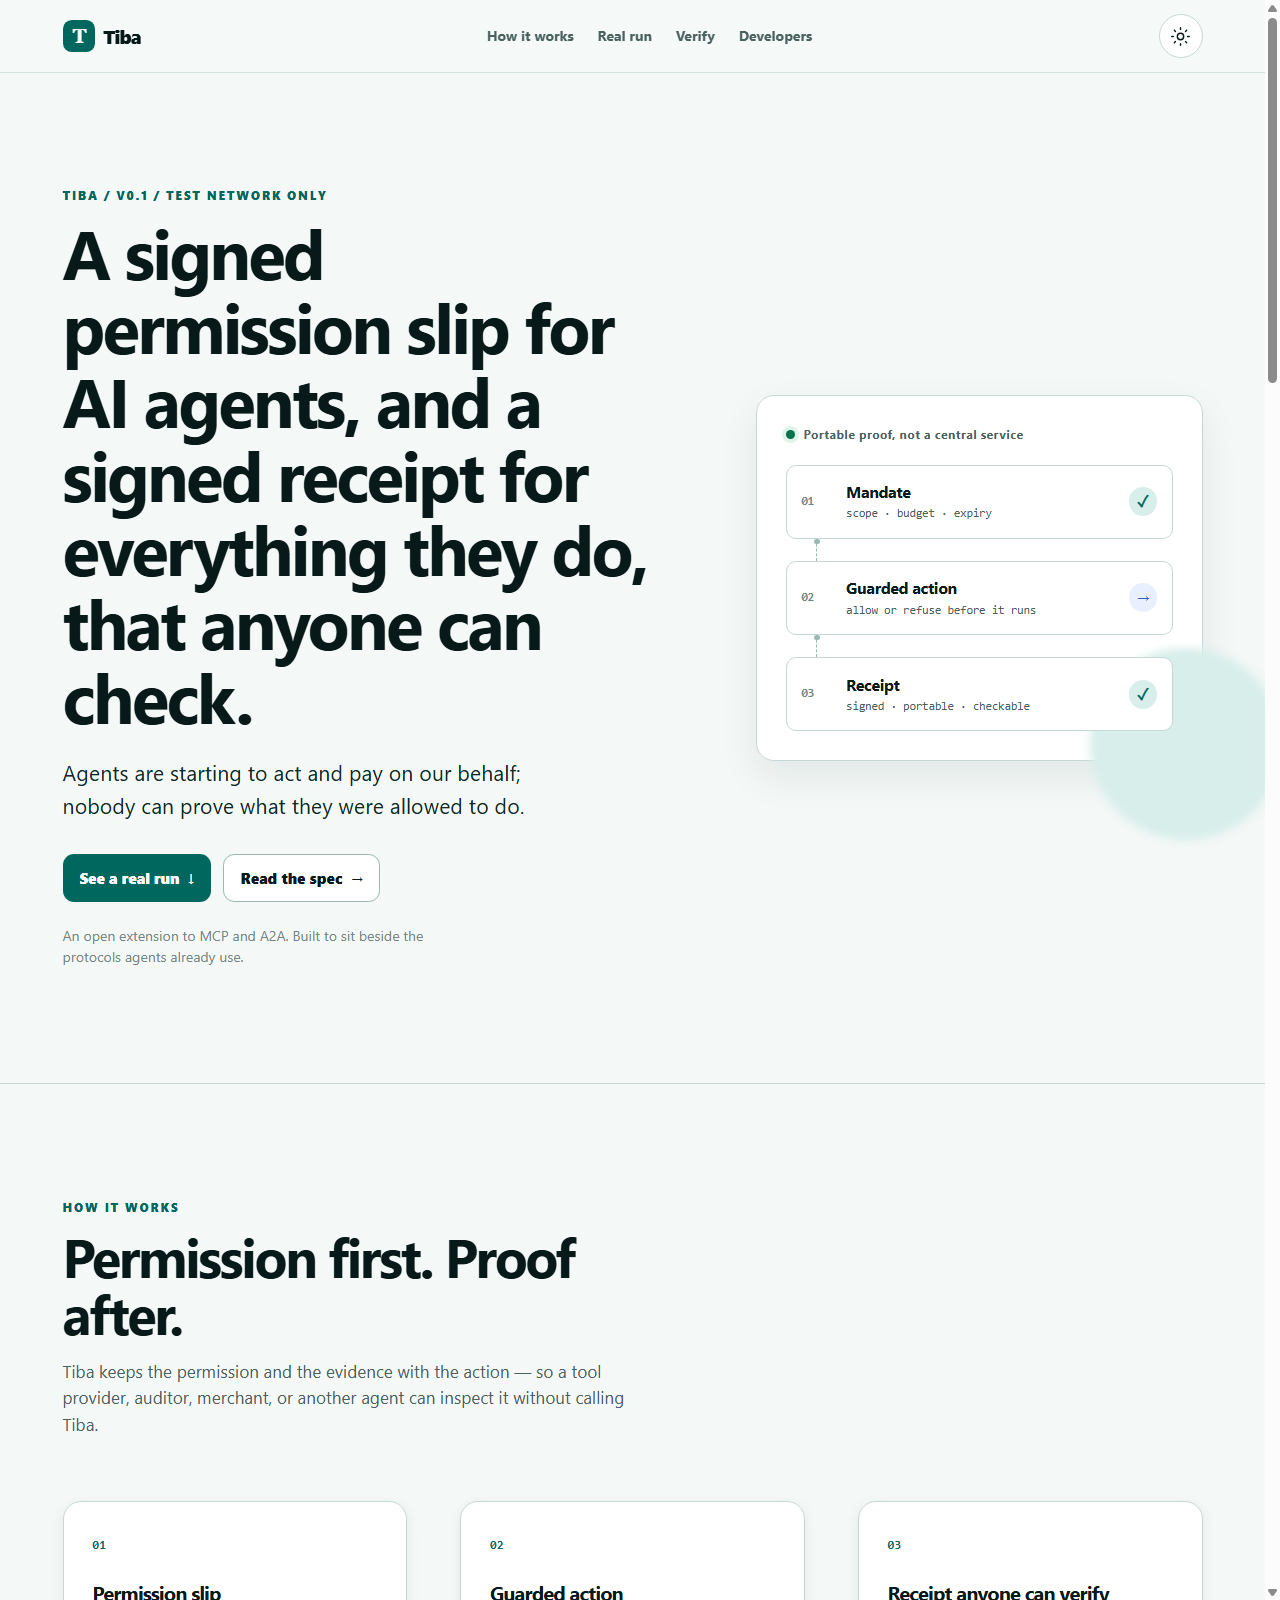 T Tiba
How it works Real run Verify Developers
TIBA / V0.1 / TEST NETWORK ONLY
A signed
permission slip for
AI agents, and a
signed receipt for
everything they do,
that anyone can
check.
Agents are starting to act and pay on our behalf;
nobody can prove what they were allowed to do.
See a real run ↓
Read the spec →
An open extension to MCP and A2A. Built to sit beside the
protocols agents already use.
Portable proof, not a central service
01 Mandate ✓
scope · budget · expiry
02 Guarded action →
allow or refuse before it runs
03 Receipt ✓
signed · portable · checkable
HOW IT WORKS
Permission first. Proof
after.
Tiba keeps the permission and the evidence with the action — so a tool
provider, auditor, merchant, or another agent can inspect it without calling
Tiba.
01
Permission slip
02
Guarded action
03
Receipt anyone can verify